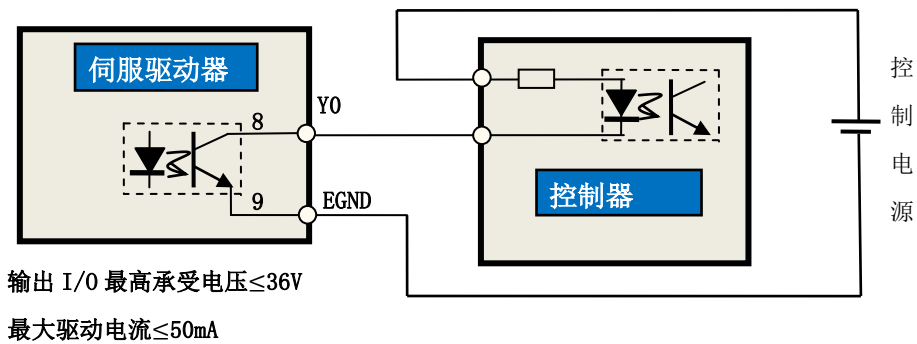 伺服驱动器
Y0
8
9
EGND
控制器
控制电源
输出 I/O 最高承受电压≤36V
最大驱动电流≤50mA